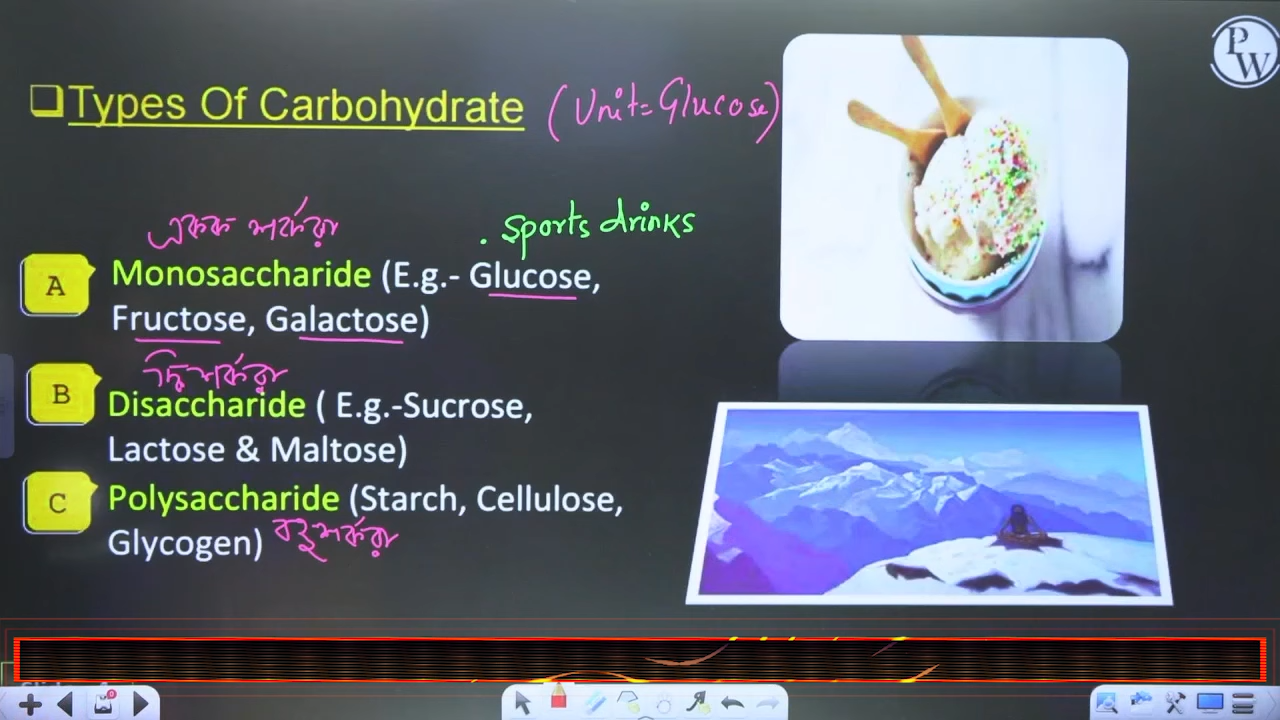 Types Of Carbohydrate (Unit=Glucose)
PW
একক শর্করা
. sports drinks
A Monosaccharide (E.g.- Glucose,
Fructose, Galactose)
দ্বিশর্করা
B Disaccharide ( E.g.-Sucrose,
Lactose & Maltose)
C Polysaccharide (Starch, Cellulose,
Glycogen) বহুশর্করা